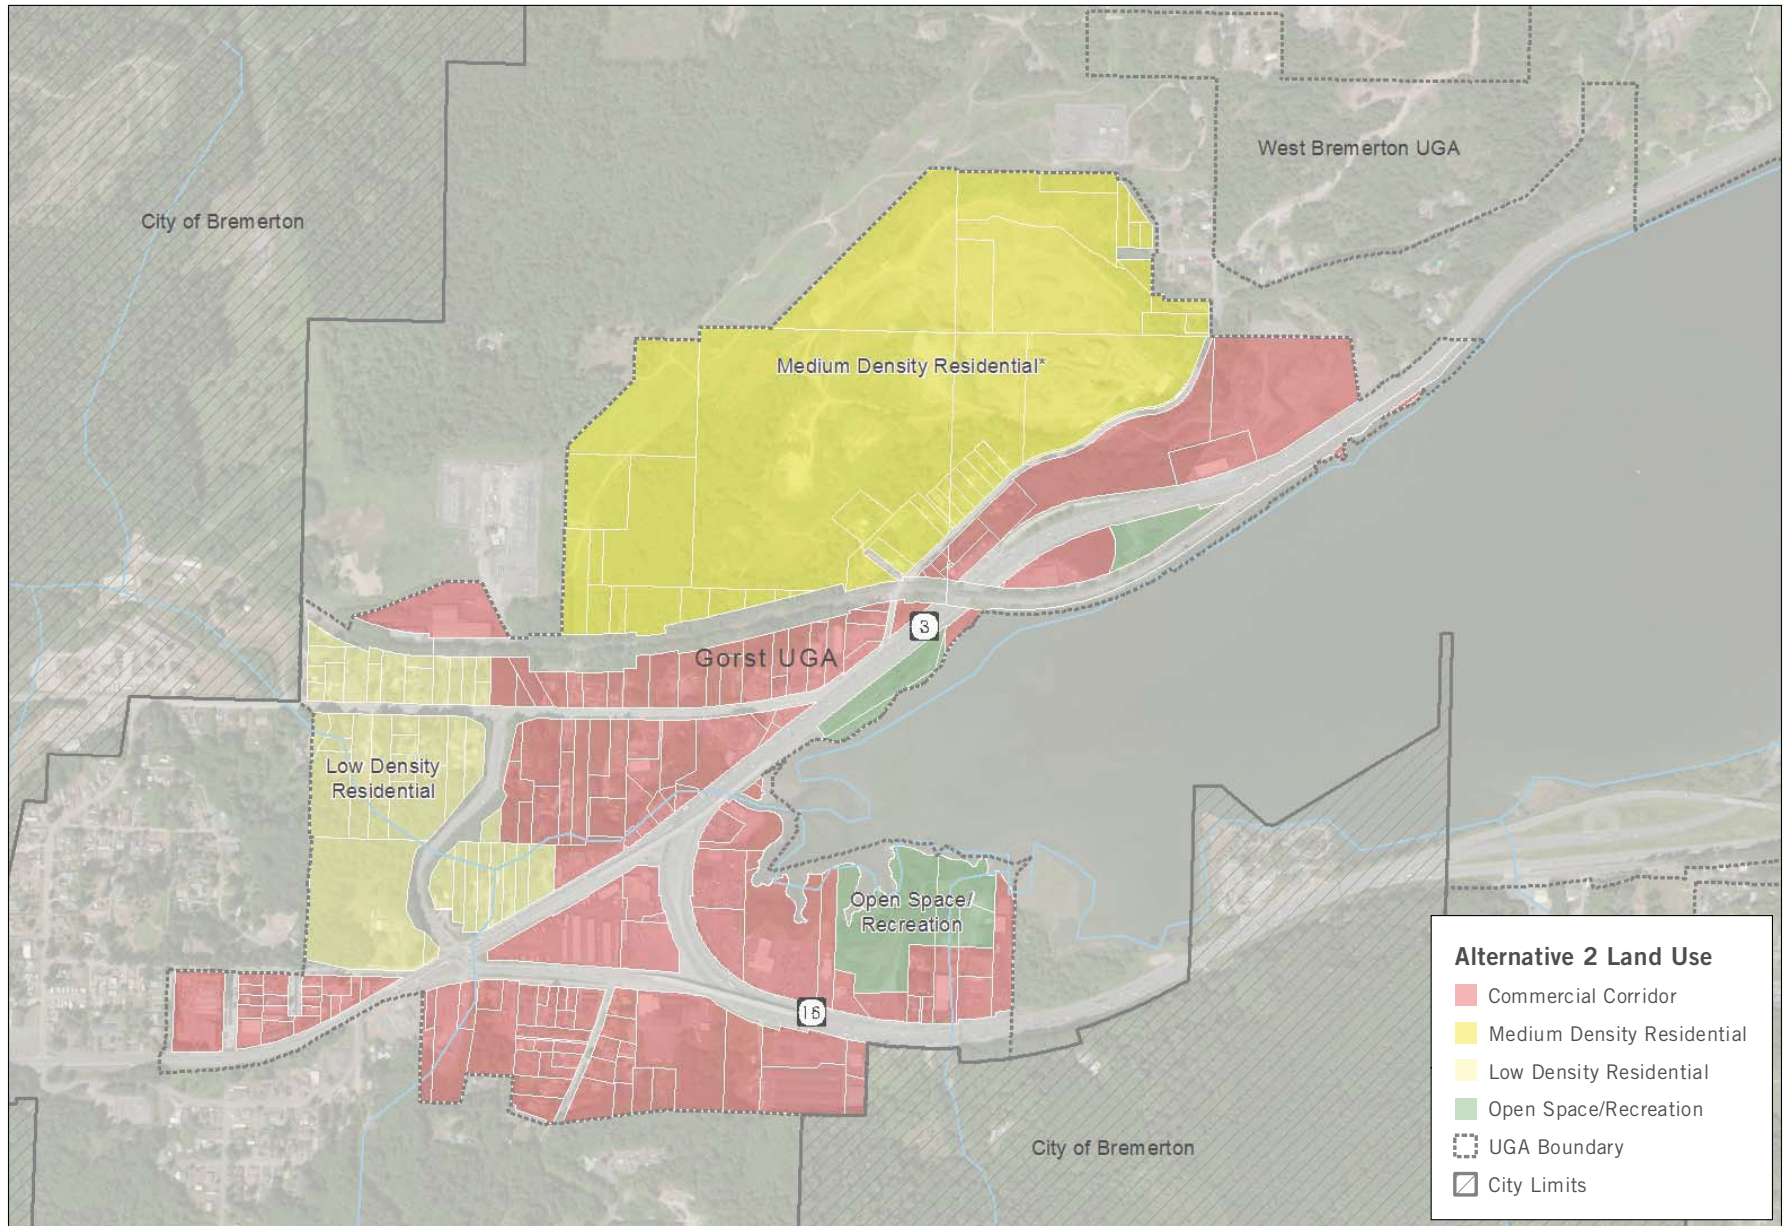 West Bremerton UGA
City of Bremerton
Medium Density Residential*
3
Gorst UGA
Low Density
Residential
Open Space/
Recreation
16
City of Bremerton
Alternative 2 Land Use
Commercial Corridor
Medium Density Residential
Low Density Residential
Open Space/Recreation
UGA Boundary
City Limits